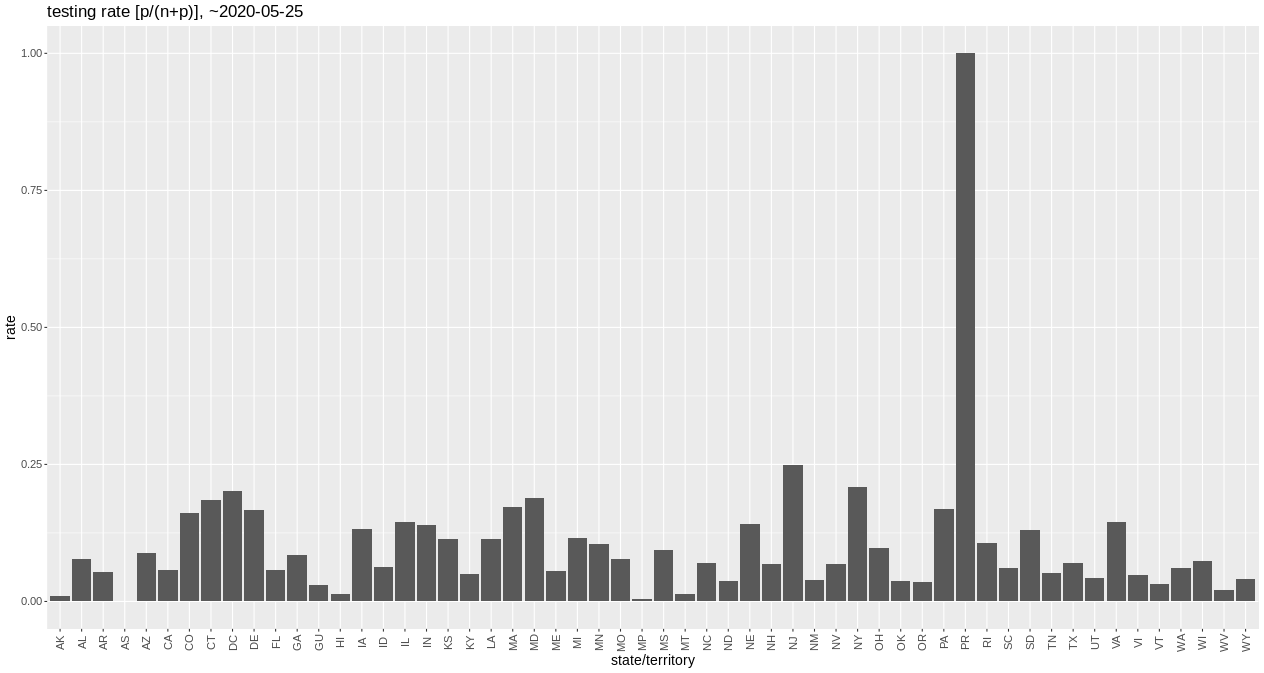 testing rate [p/(n+p)], ~2020-05-25
1.00
0.75
0.50
0.25
0.00
rate
AK AL AR AS AZ CA CO CT DC DE FL GA GU HI IA ID IL IN KS KY LA MA MD ME MI MN MO MP MS MT NC ND NE NH NJ NM NV NY OH OK OR PA PR RI SC SD TN TX UT VA VI VT WA WI WV WY
state/territory